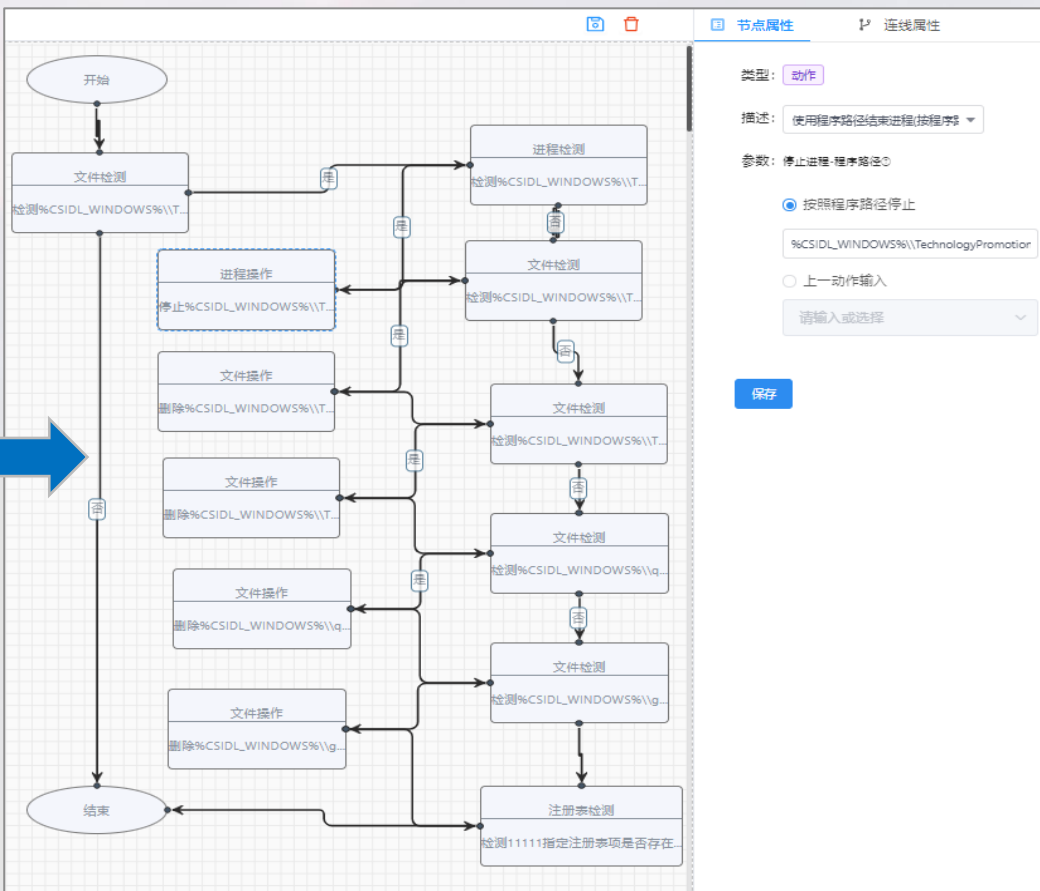 节点属性
连线属性
开始
类型：
动作
描述：
使用程序路径结束进程(按程序路
参数：
停止进程-程序路径①
按照程序路径停止
%CSIDL_WINDOWS%\\TechnologyPromotion
上一动作输入
请输入或选择
保存
文件检测
检测%CSIDL_WINDOWS%\\T...
是
进程检测
检测%CSIDL_WINDOWS%\\T...
否
是
进程操作
停止%CSIDL_WINDOWS%\\T...
文件检测
检测%CSIDL_WINDOWS%\\T...
是
否
文件操作
删除%CSIDL_WINDOWS%\\T...
文件检测
检测%CSIDL_WINDOWS%\\T...
是
否
文件操作
删除%CSIDL_WINDOWS%\\T...
否
文件检测
检测%CSIDL_WINDOWS%\\q...
是
否
文件操作
删除%CSIDL_WINDOWS%\\q...
文件检测
检测%CSIDL_WINDOWS%\\g...
文件操作
删除%CSIDL_WINDOWS%\\g...
结束
注册表检测
检测11111指定注册表项是否存在...